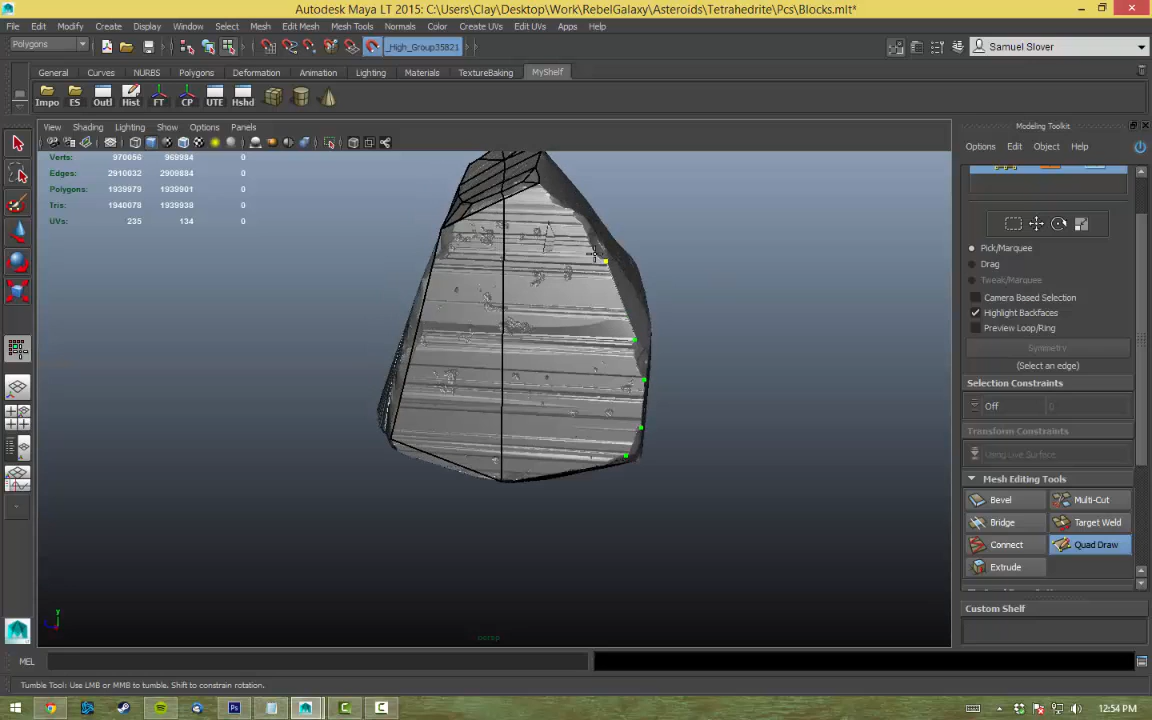 Autodesk Maya LT 2015: C:\Users\Clay\Desktop\Work\RebelGalaxy\Asteroids\Tetrahedrite\Pcs\Blocks.mlt*
File Edit Modify Create Display Window Select Mesh Edit Mesh Mesh Tools Normals Color Create UVs Edit UVs Apps Help
Polygons _High_Group35821 Samuel Slover
General Curves NURBS Polygons Deformation Animation Lighting Materials TextureBaking MyShelf
Impo ES Outl Hist FT CP UTE Hshd
View Shading Lighting Show Options Panels
Verts: 970056 969984 0
Edges: 2910032 2909884 0
Polygons: 1939979 1939901 0
Tris: 1940078 1939938 0
UVs: 235 134 0
y
persp
Modeling Toolkit
Options Edit Object Help
Pick/Marquee
Drag
Tweak/Marquee
Camera Based Selection
Highlight Backfaces
Preview Loop/Ring
Symmetry
(Select an edge)
Selection Constraints
Off 0
Transform Constraints
Using Live Surface
Mesh Editing Tools
Bevel Multi-Cut
Bridge Target Weld
Connect Quad Draw
Extrude
Custom Shelf
MEL
Tumble Tool: Use LMB or MMB to tumble. Shift to constrain rotation.
12:54 PM